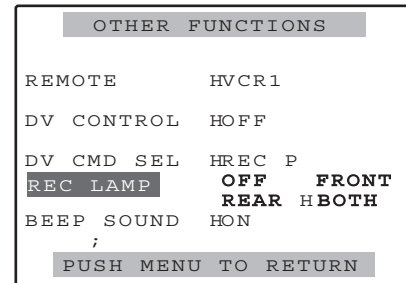 OTHER FUNCTIONS
REMOTE HVCR1
DV CONTROL HOFF
DV CMD SEL HREC P
REC LAMP OFF FRONT
REAR HBOTH
BEEP SOUND HON
;
PUSH MENU TO RETURN